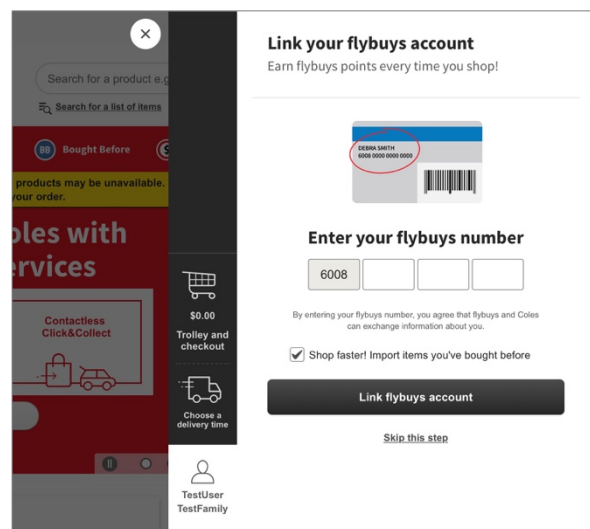 Search for a product e.g
Search for a list of items
BB Bought Before
products may be unavailable.
your order.
oles with
ervices
Contactless
Click&Collect
$0.00
Trolley and
checkout
Choose a
delivery time
TestUser
TestFamily
Link your flybuys account
Earn flybuys points every time you shop!
DEBRA SMITH
6008 0000 0000 0000
Enter your flybuys number
6008
By entering your flybuys number, you agree that flybuys and Coles
can exchange information about you.
Shop faster! Import items you've bought before
Link flybuys account
Skip this step